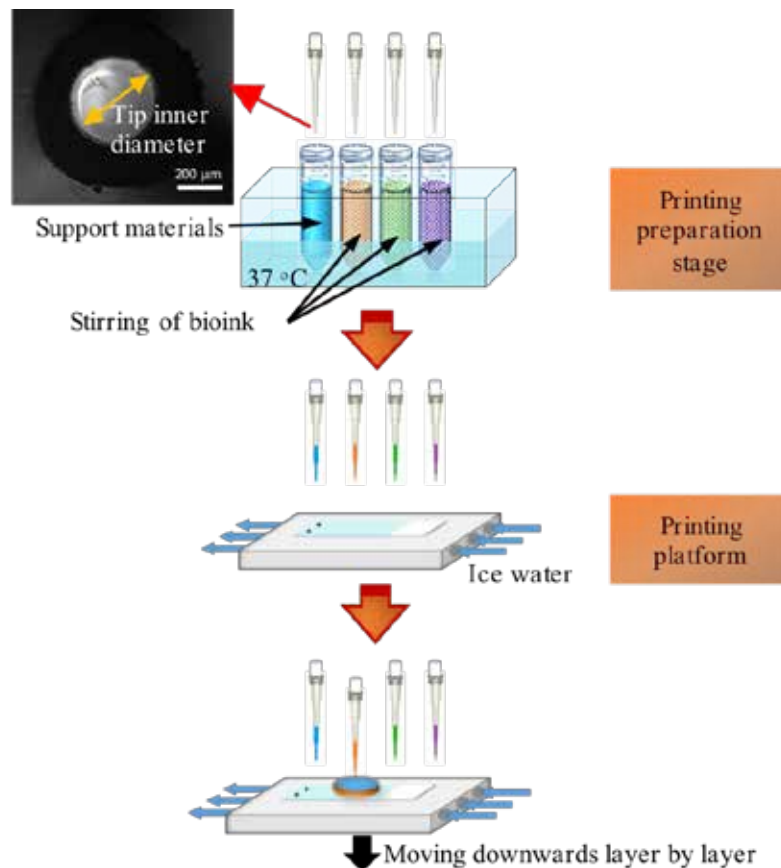 Tip inner
diameter
200 µm
Support materials
37 °C
Stirring of bioink
Printing
preparation
stage
Ice water
Printing
platform
Moving downwards layer by layer